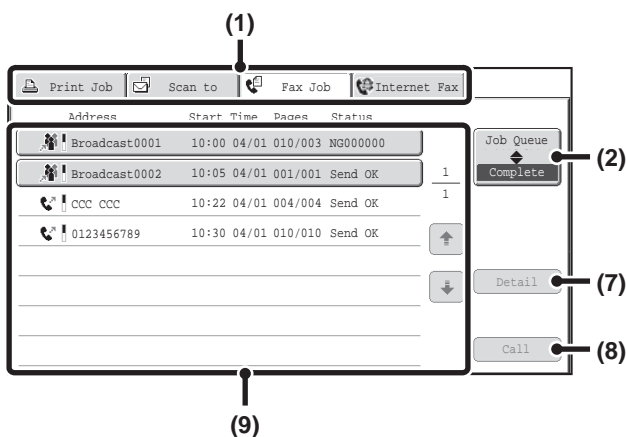 (1)
Print Job Scan to Fax Job Internet Fax
Address Start Time Pages Status
Broadcast0001 10:00 04/01 010/003 NG000000
Broadcast0002 10:05 04/01 001/001 Send OK
CCC CCC 10:22 04/01 004/004 Send OK
0123456789 10:30 04/01 010/010 Send OK
1
1
Job Queue
Complete
(2)
Detail
(7)
Call
(8)
(9)